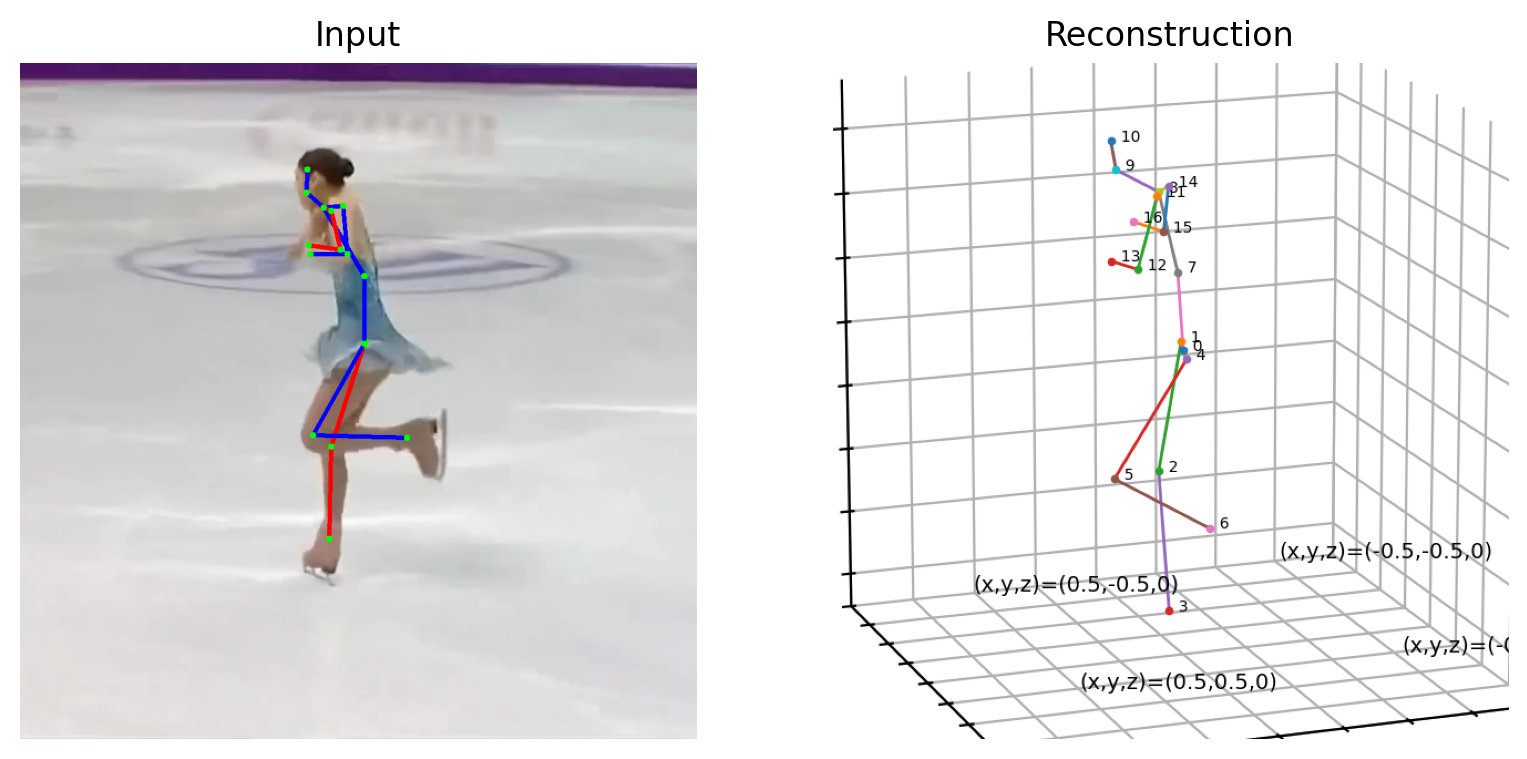 Input
Reconstruction
10
9
14
8
11
16
15
13
12
7
1
0
4
2
5
6
3
(x,y,z)=(-0.5,-0.5,0)
(x,y,z)=(0.5,-0.5,0)
(x,y,z)=(-0
(x,y,z)=(0.5,0.5,0)